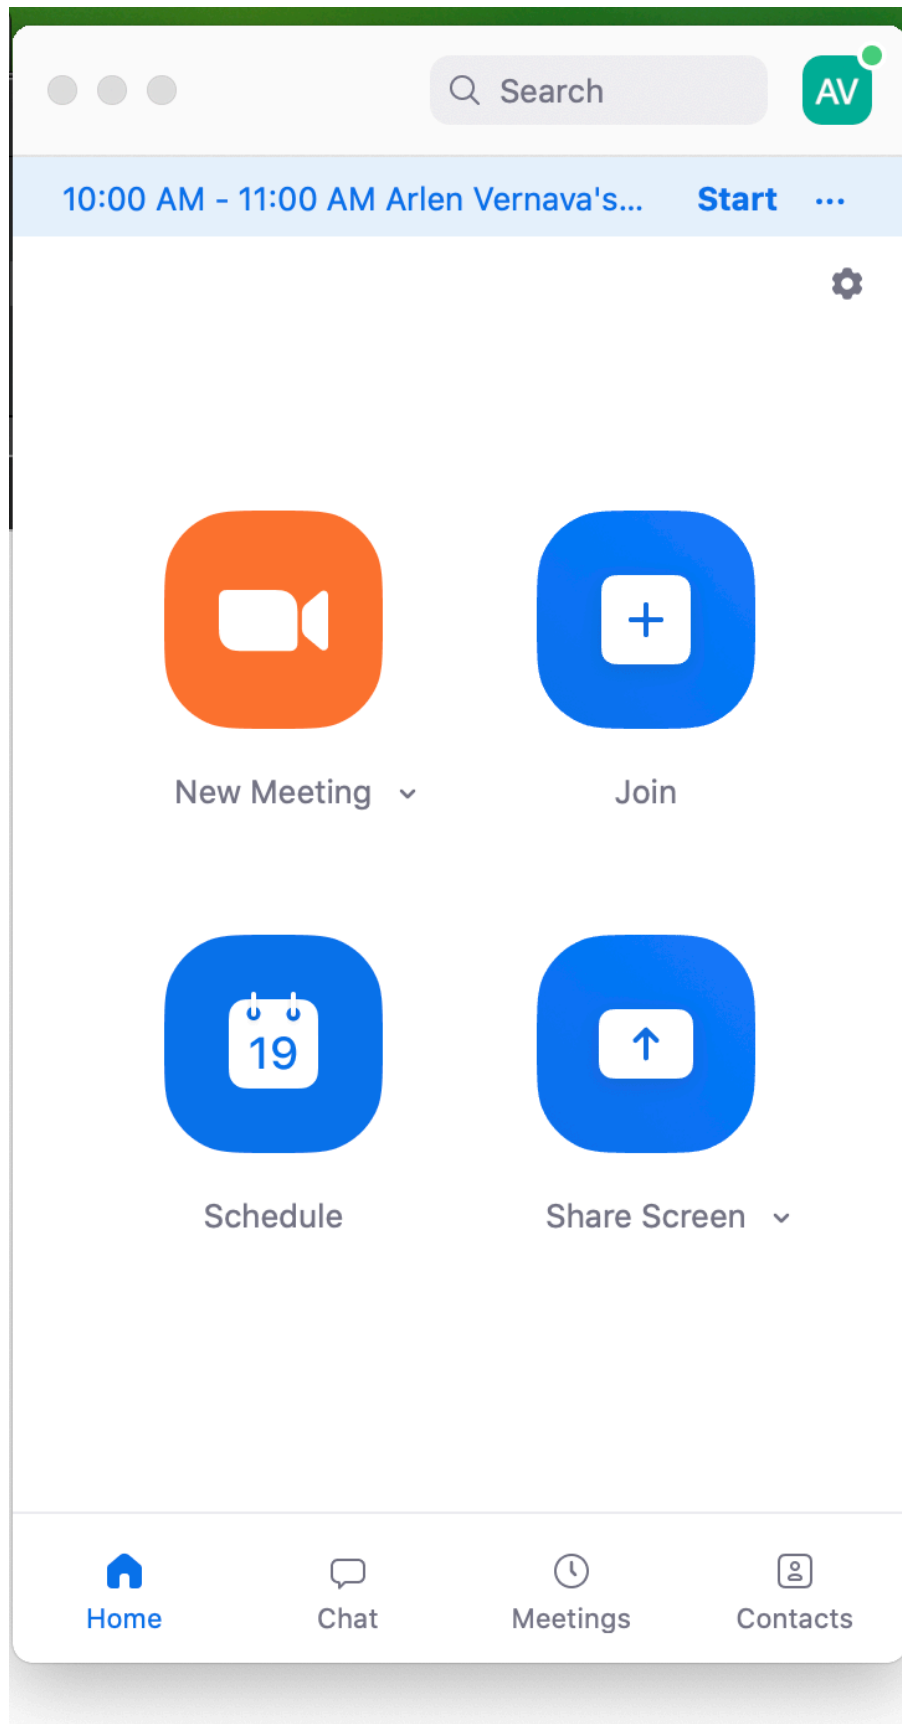 Search
AV
10:00 AM - 11:00 AM Arlen Vernava's... Start ...
New Meeting
Join
19
Schedule
Share Screen
Home
Chat
Meetings
Contacts